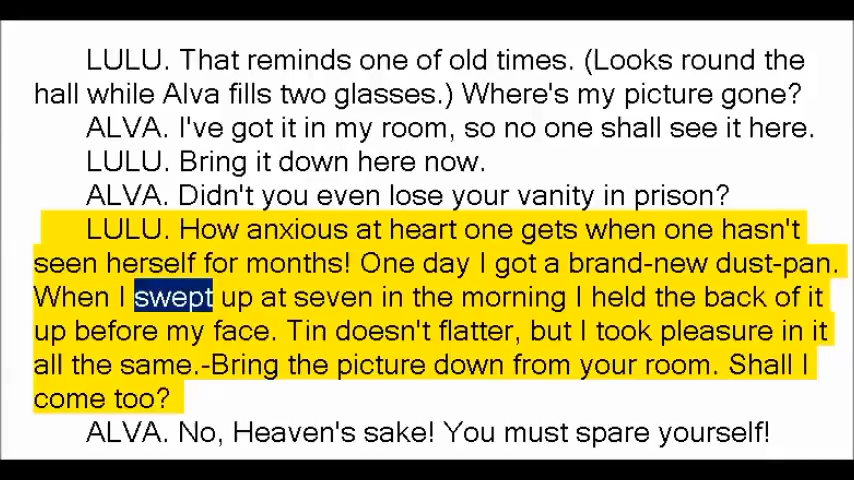 LULU. That reminds one of old times. (Looks round the
hall while Alva fills two glasses.) Where's my picture gone?
ALVA. I've got it in my room, so no one shall see it here.
LULU. Bring it down here now.
ALVA. Didn't you even lose your vanity in prison?
LULU. How anxious at heart one gets when one hasn't
seen herself for months! One day I got a brand-new dust-pan.
When I swept up at seven in the morning I held the back of it
up before my face. Tin doesn't flatter, but I took pleasure in it
all the same.-Bring the picture down from your room. Shall I
come too?
ALVA. No, Heaven's sake! You must spare yourself!